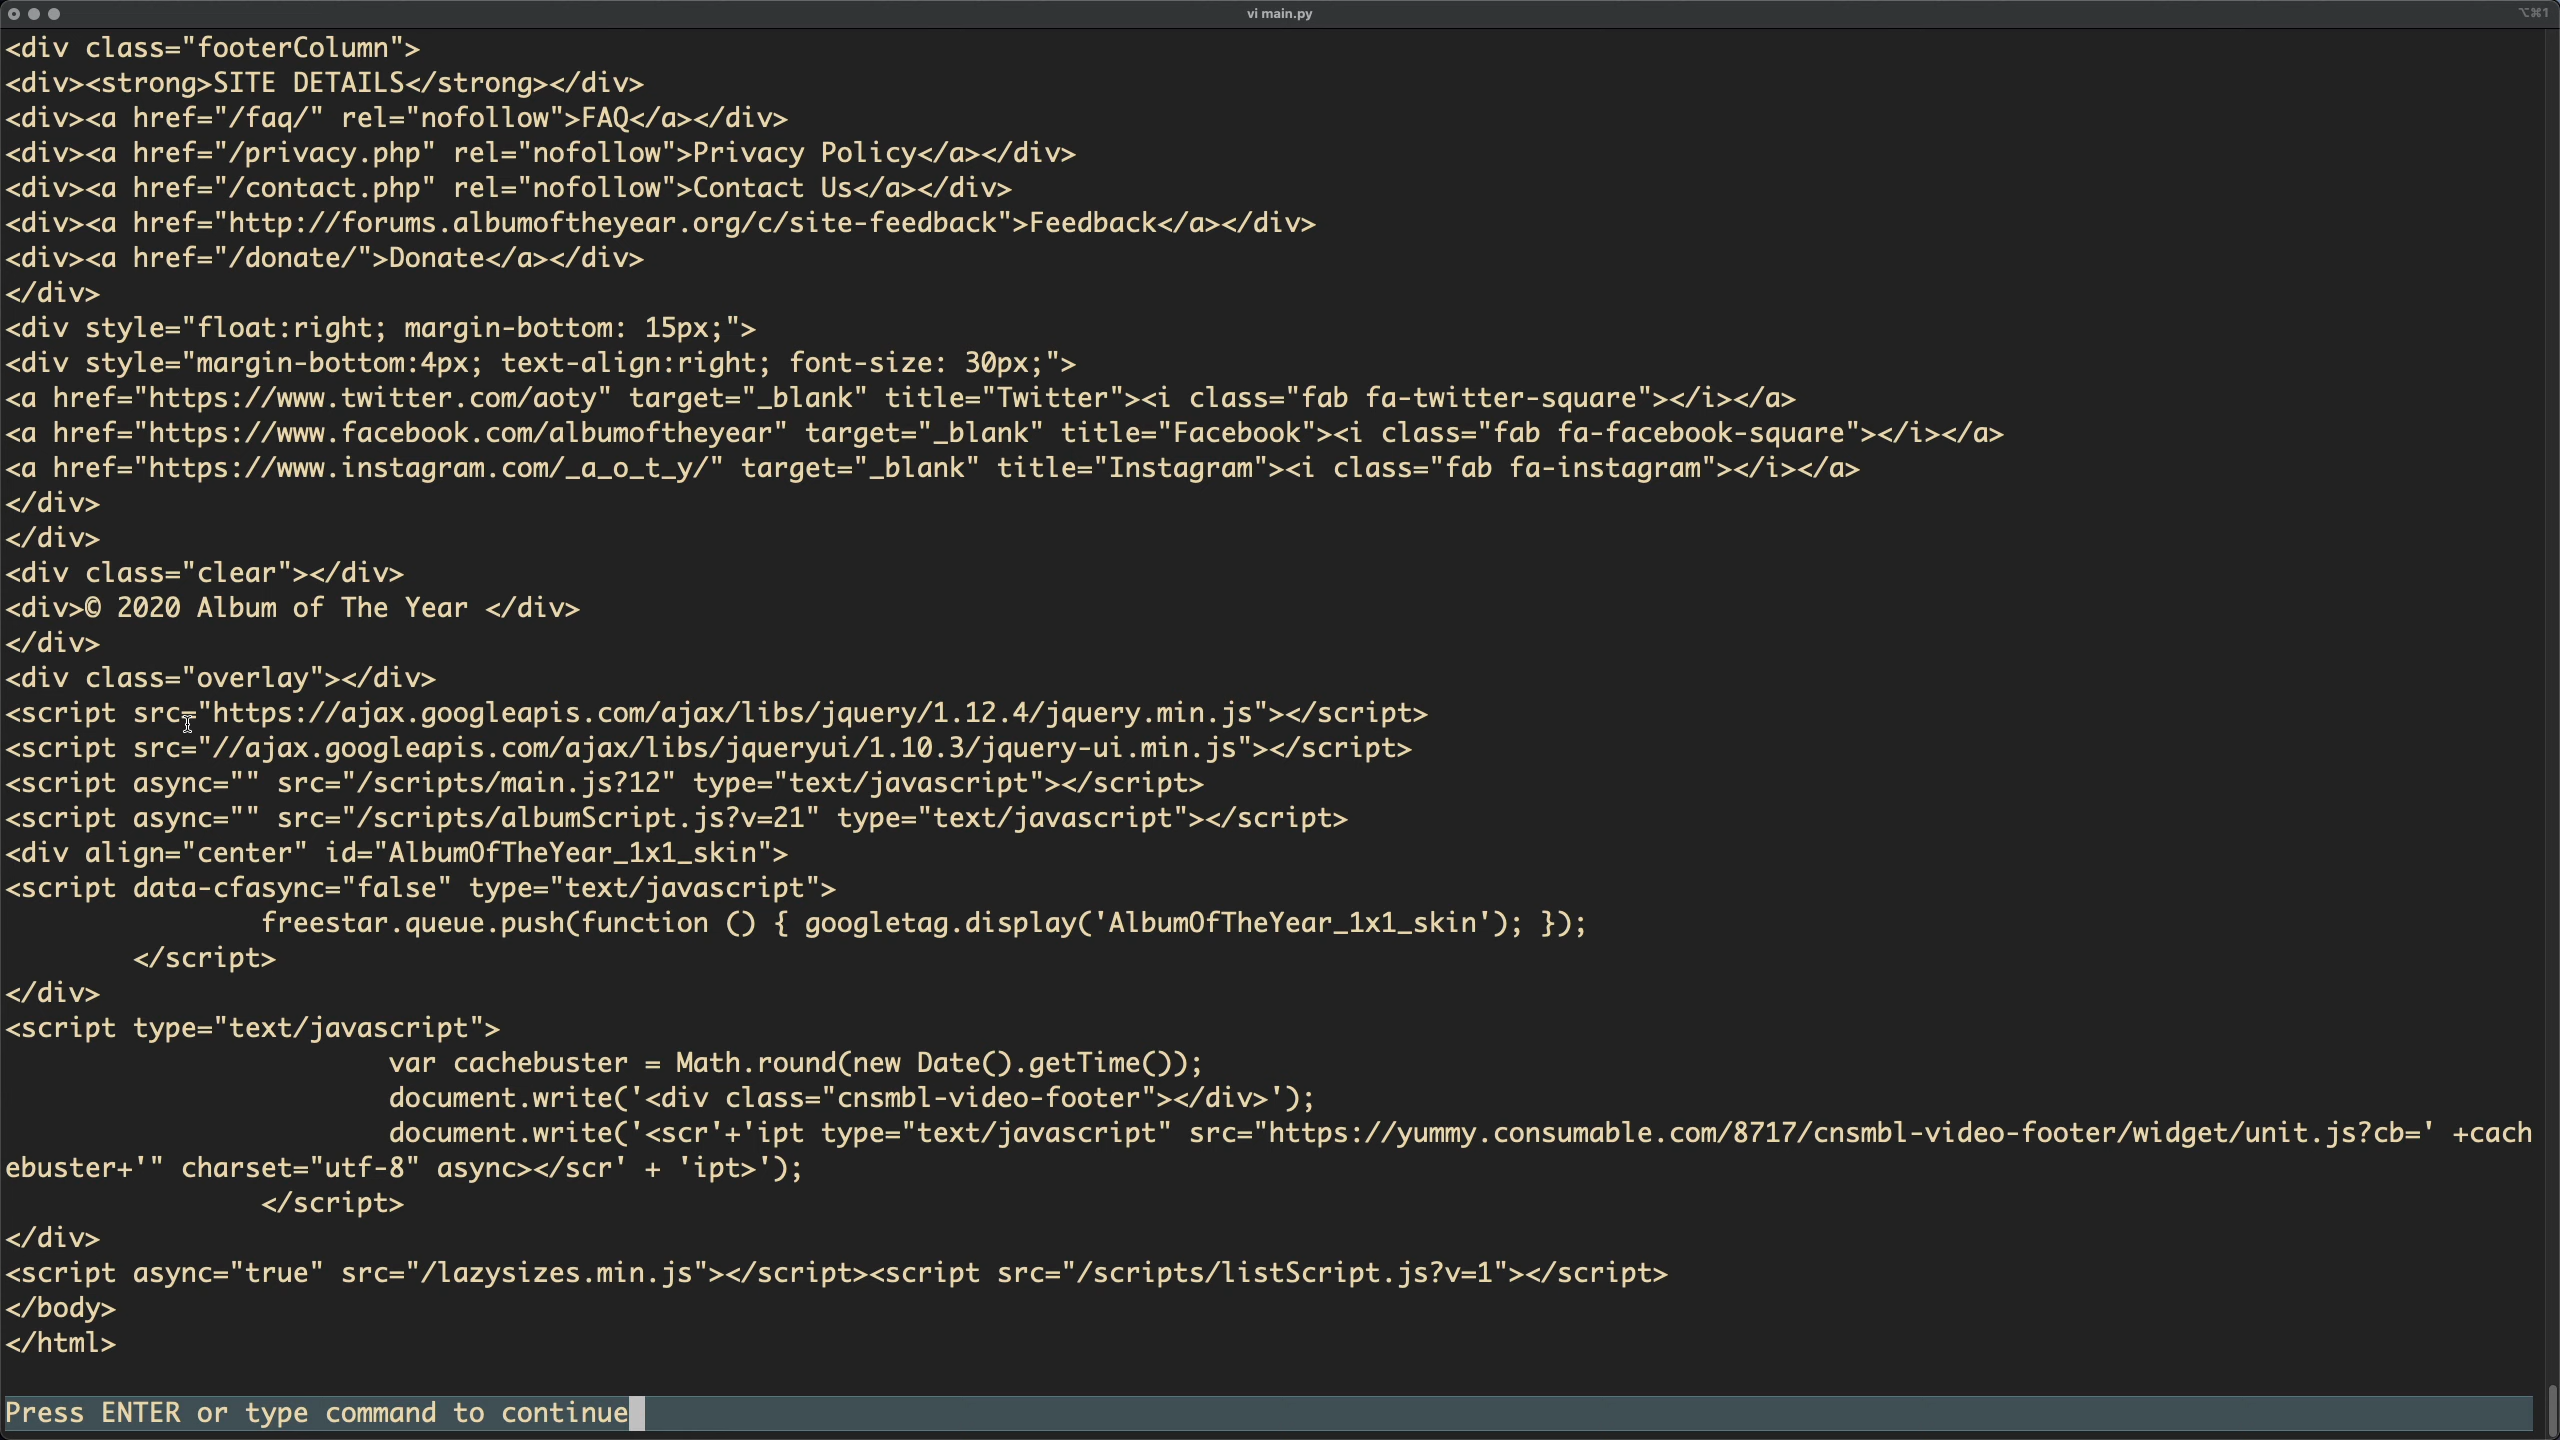 vi main.py
⌥⌘1
<div class="footerColumn">
<div><strong>SITE DETAILS</strong></div>
<div><a href="/faq/" rel="nofollow">FAQ</a></div>
<div><a href="/privacy.php" rel="nofollow">Privacy Policy</a></div>
<div><a href="/contact.php" rel="nofollow">Contact Us</a></div>
<div><a href="http://forums.albumoftheyear.org/c/site-feedback">Feedback</a></div>
<div><a href="/donate/">Donate</a></div>
</div>
<div style="float:right; margin-bottom: 15px;">
<div style="margin-bottom:4px; text-align:right; font-size: 30px;">
<a href="https://www.twitter.com/aoty" target="_blank" title="Twitter"><i class="fab fa-twitter-square"></i></a>
<a href="https://www.facebook.com/albumoftheyear" target="_blank" title="Facebook"><i class="fab fa-facebook-square"></i></a>
<a href="https://www.instagram.com/_a_o_t_y/" target="_blank" title="Instagram"><i class="fab fa-instagram"></i></a>
</div>
</div>
<div class="clear"></div>
<div>© 2020 Album of The Year </div>
</div>
<div class="overlay"></div>
<script src="https://ajax.googleapis.com/ajax/libs/jquery/1.12.4/jquery.min.js"></script>
<script src="//ajax.googleapis.com/ajax/libs/jqueryui/1.10.3/jquery-ui.min.js"></script>
<script async="" src="/scripts/main.js?12" type="text/javascript"></script>
<script async="" src="/scripts/albumScript.js?v=21" type="text/javascript"></script>
<div align="center" id="AlbumOfTheYear_1x1_skin">
<script data-cfasync="false" type="text/javascript">
freestar.queue.push(function () { googletag.display('AlbumOfTheYear_1x1_skin'); });
</script>
</div>
<script type="text/javascript">
var cachebuster = Math.round(new Date().getTime());
document.write('<div class="cnsmbl-video-footer"></div>');
document.write('<scr'+'ipt type="text/javascript" src="https://yummy.consumable.com/8717/cnsmbl-video-footer/widget/unit.js?cb=' +cach
ebuster+'" charset="utf-8" async></scr' + 'ipt>');
</script>
</div>
<script async="true" src="/lazysizes.min.js"></script><script src="/scripts/listScript.js?v=1"></script>
</body>
</html>
Press ENTER or type command to continue